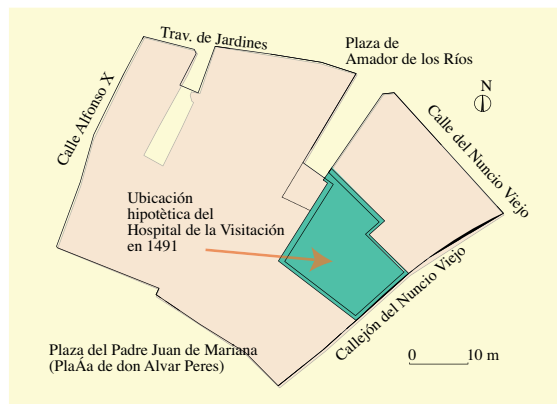 Trav. de Jardines
Plaza de
Amador de los Ríos
N
Calle Alfonso X
Calle del Nuncio Viejo
Ubicación
hipotètica del
Hospital de la Visitación
en 1491
Callejón del Nuncio Viejo
Plaza del Padre Juan de Mariana
(PlaÁa de don Alvar Peres)
0 10 m